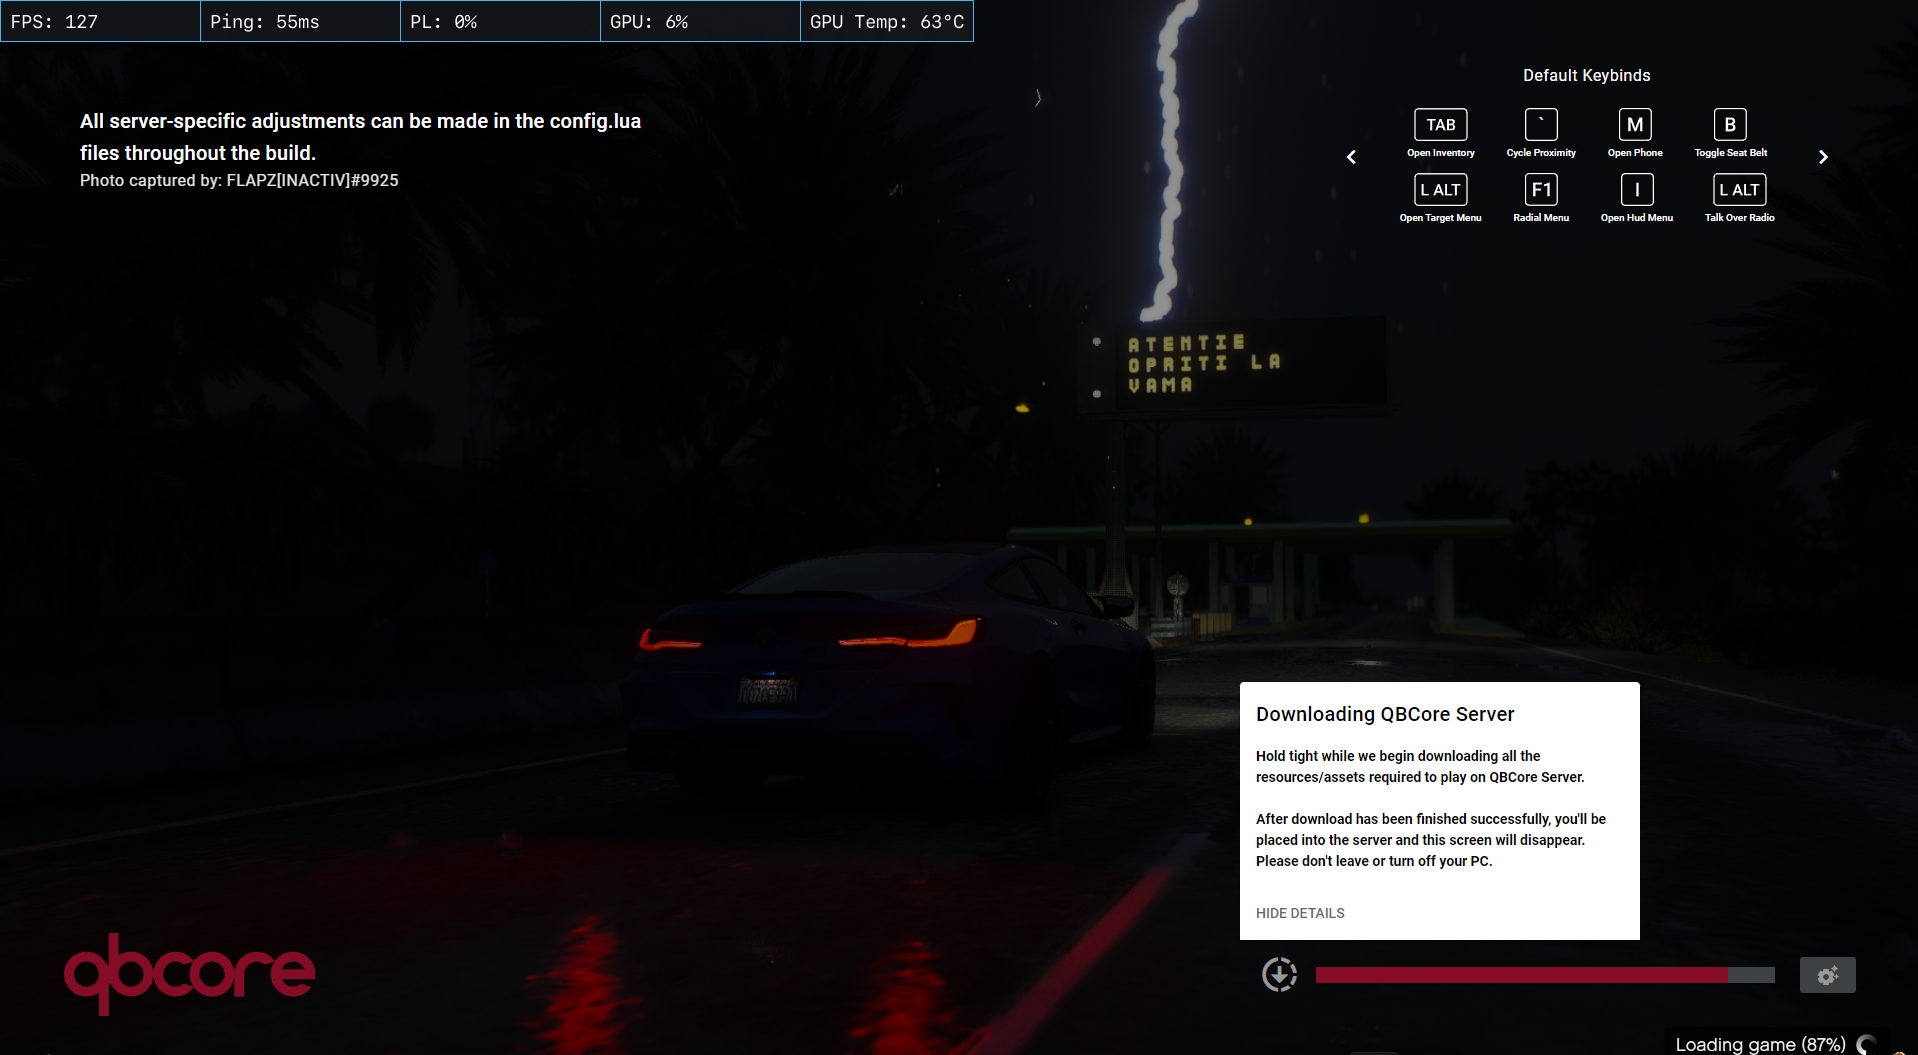 FPS: 127
Ping: 55ms
PL: 0%
GPU: 6%
GPU Temp: 63°C
All server-specific adjustments can be made in the config.lua
files throughout the build.
Photo captured by: FLAPZ[INACTIV]#9925
Default Keybinds
TAB
Open Inventory
`
Cycle Proximity
M
Open Phone
B
Toggle Seat Belt
L ALT
Open Target Menu
F1
Radial Menu
I
Open Hud Menu
L ALT
Talk Over Radio
ATENTIE
OPRITI LA
VAMA
Downloading QBCore Server
Hold tight while we begin downloading all the
resources/assets required to play on QBCore Server.
After download has been finished successfully, you'll be
placed into the server and this screen will disappear.
Please don't leave or turn off your PC.
HIDE DETAILS
qbcore
Loading game (87%)